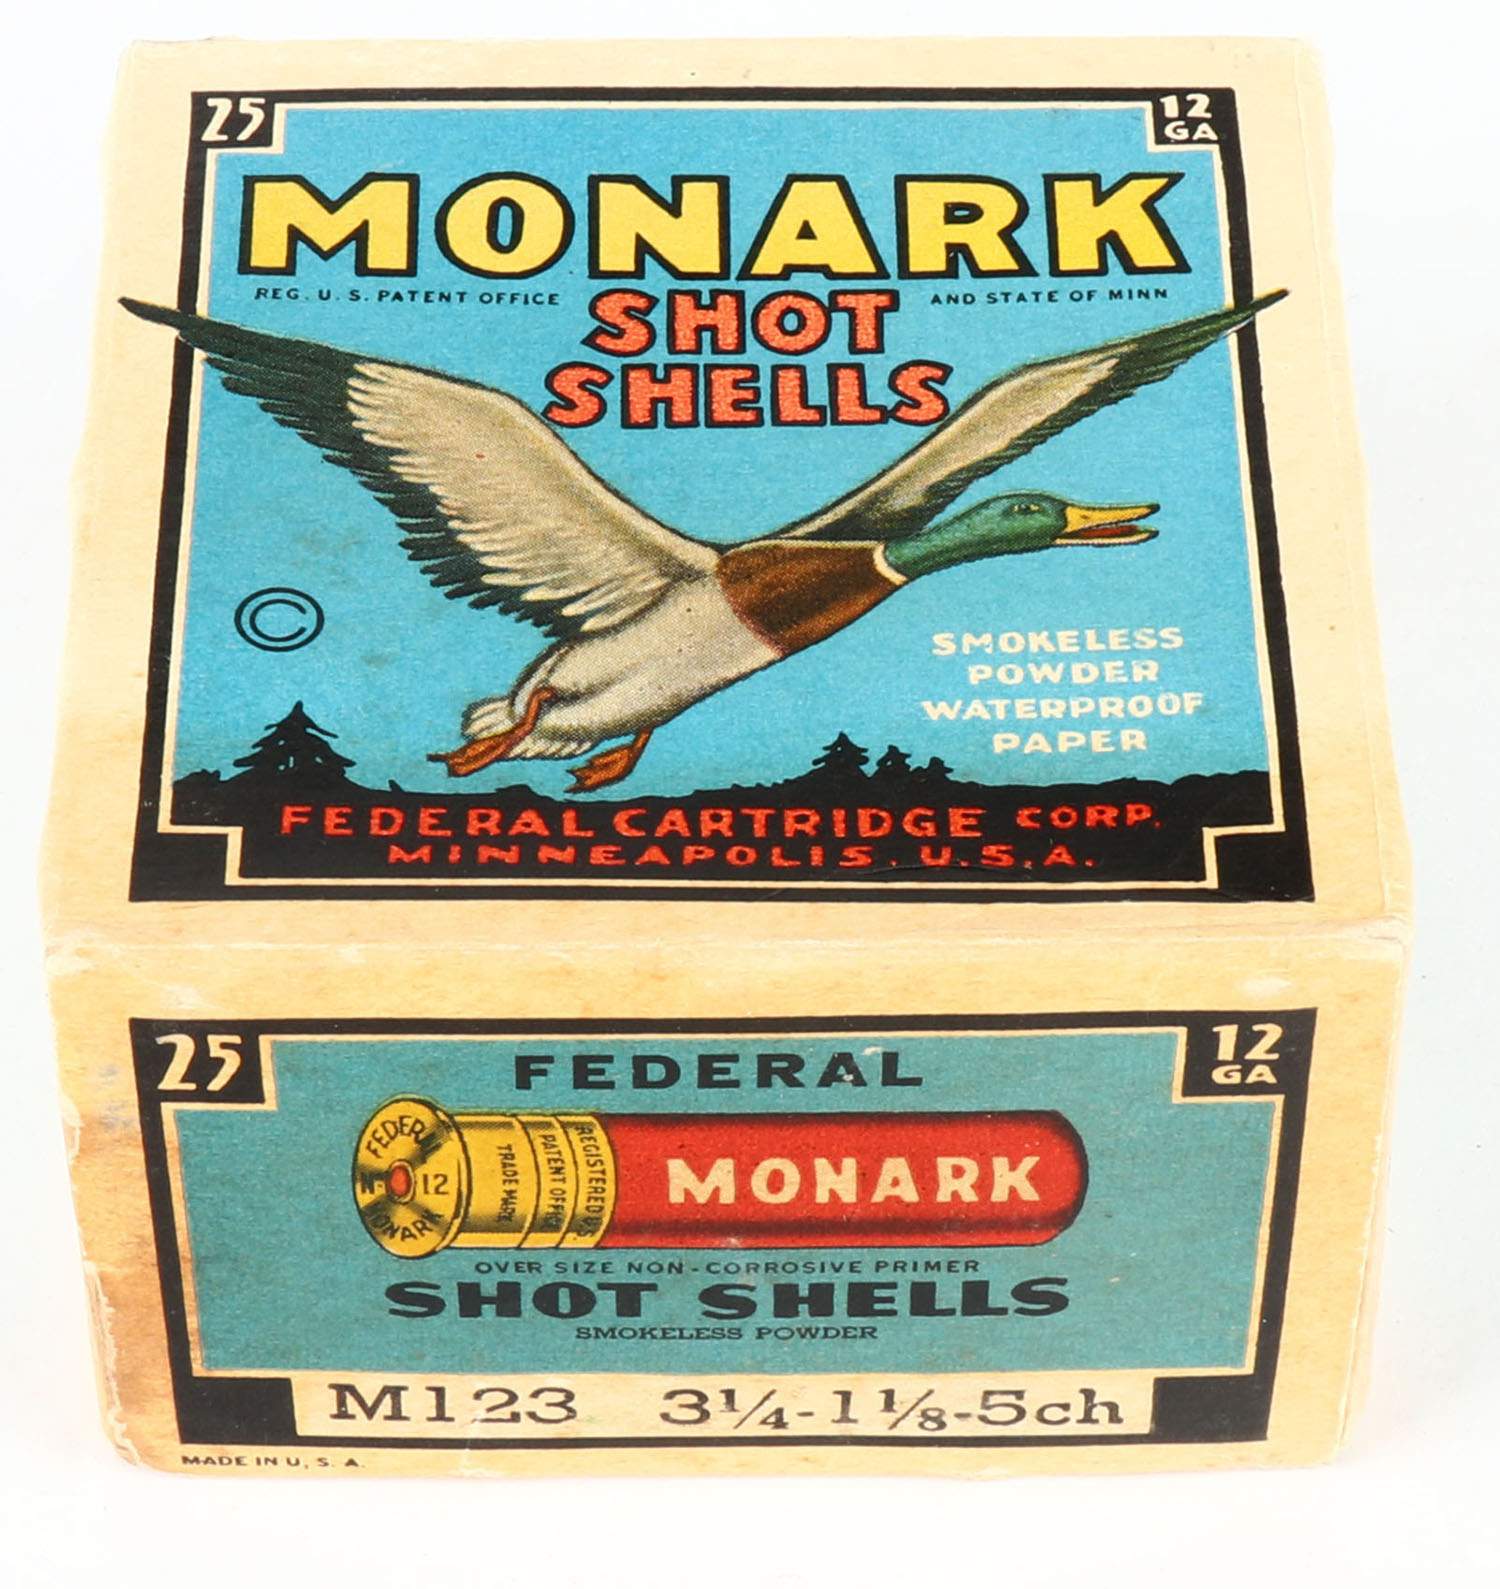 25
12
GA
MONARK
REG. U. S. PATENT OFFICE
AND STATE OF MINN
SHOT
SHELLS
©
SMOKELESS
POWDER
WATERPROOF
PAPER
FEDERAL CARTRIDGE CORP.
MINNEAPOLIS. U.S.A.
25
12
GA
FEDERAL
FEDERAL
No. 12
MONARK
TRADE MARK
PATENT OFFICE
REGISTERED U.S.
MONARK
OVER SIZE NON-CORROSIVE PRIMER
SHOT SHELLS
SMOKELESS POWDER
M123 3¼-1⅛-5ch
MADE IN U. S. A.